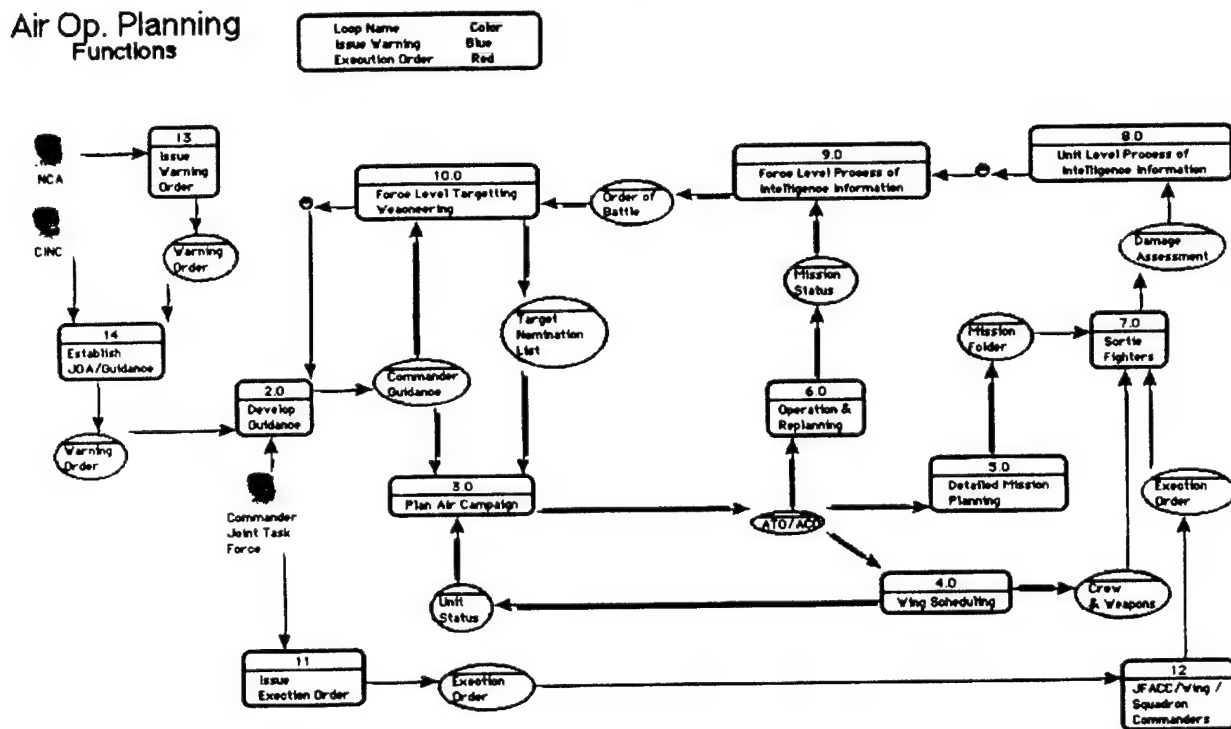 Air Op. Planning
Functions
Loop Name Color
Issue Warning Blue
Execution Order Red
NCA
13
Issue
Warning
Order
CINC
Warning
Order
14
Establish
JOA/Guidance
Warning
Order
2.0
Develop
Guidance
Commander
Joint Task
Force
10.0
Force Level Targetting
Weaoneering
Commander
Guidance
Target
Nemination
List
Order of
Battle
9.0
Force Level Process of
Intelligence Information
8.0
Unit Level Process of
Intelligence Information
Damage
Assessment
Mission
Status
Mission
Folder
7.0
Sortie
Fighters
6.0
Operation &
Replanning
3.0
Plan Air Campaign
ATO/ACO
5.0
Detailed Mission
Planning
Exection
Order
Unit
Status
4.0
Wing Scheduling
Crew
& Weapons
11
Issue
Exection Order
Exection
Order
12
JFACC/Wing /
Squadron
Commanders